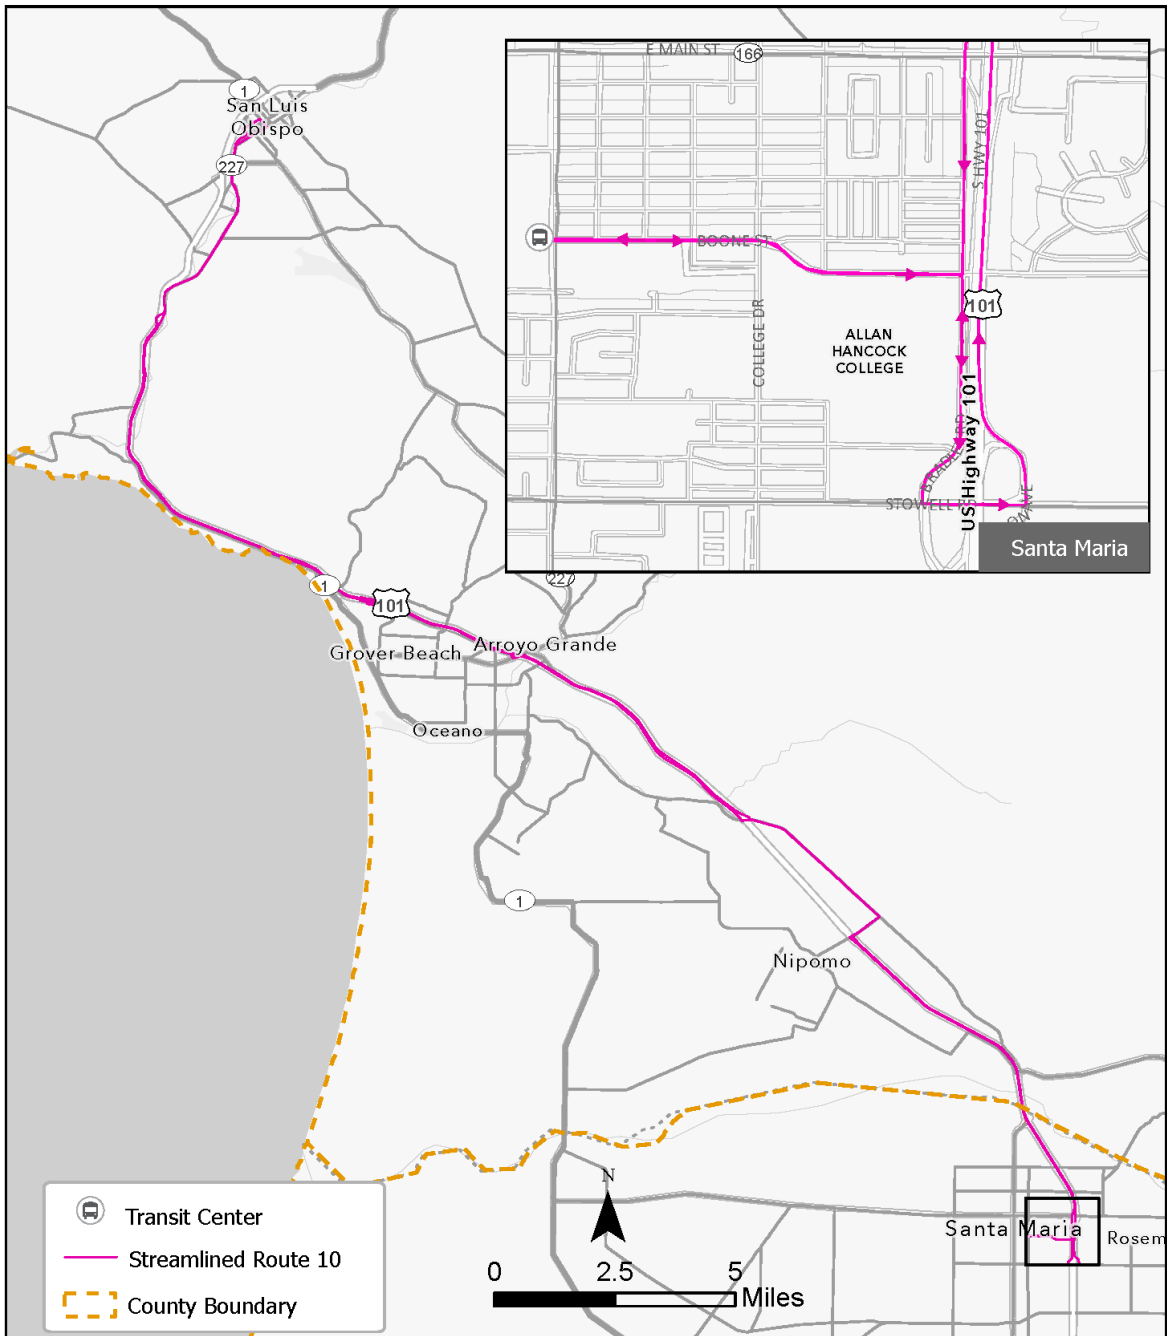 E MAIN ST
166
1
San Luis
Obispo
S HWY 101
227
BOONE ST
101
ALLAN
HANCOCK
COLLEGE
COLLEGE DR
US Highway 101
STOWELL
Santa Maria
1
227
101
Arroyo Grande
Grover Beach
Oceano
1
Nipomo
N
Transit Center
Streamlined Route 10
County Boundary
0 2.5 5
Miles
Santa Maria
Rosem